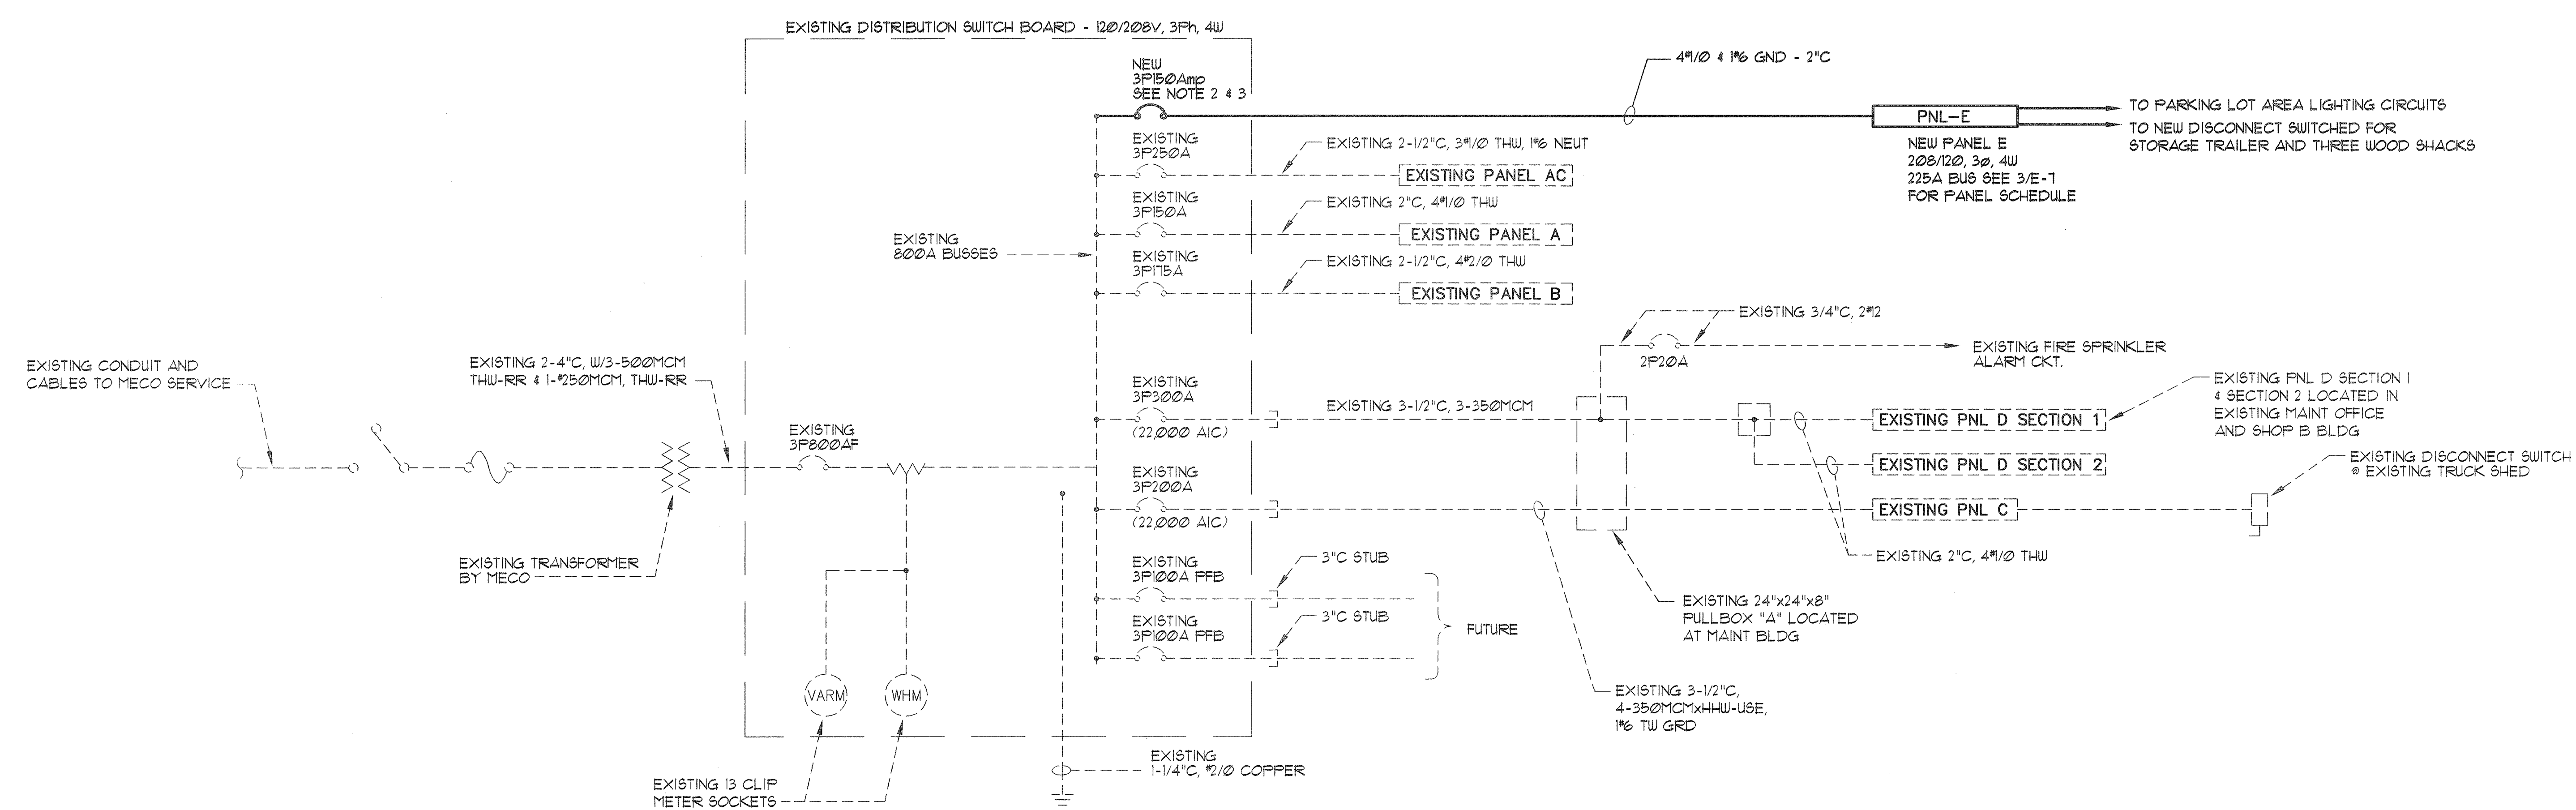 EXISTING DISTRIBUTION SWITCH BOARD - 120/208V, 3Ph, 4W
NEW
3P150Amp
SEE NOTE 2 & 3
4#1/0 & 1#6 GND - 2"C
PNL-E
TO PARKING LOT AREA LIGHTING CIRCUITS
TO NEW DISCONNECT SWITCHED FOR
STORAGE TRAILER AND THREE WOOD SHACKS
NEW PANEL E
208/120, 3ø, 4W
225A BUS SEE 3/E-7
FOR PANEL SCHEDULE
EXISTING
3P250A
EXISTING 2-1/2"C, 3#1/0 THW, 1#6 NEUT
EXISTING PANEL AC
EXISTING
3P150A
EXISTING 2"C, 4#1/0 THW
EXISTING PANEL A
EXISTING
800A BUSSES
EXISTING
3P175A
EXISTING 2-1/2"C, 4#2/0 THW
EXISTING PANEL B
EXISTING 3/4"C, 2#12
2P20A
EXISTING FIRE SPRINKLER
ALARM CKT.
EXISTING CONDUIT AND
CABLES TO MECO SERVICE
EXISTING 2-4"C, W/3-500MCM
THW-RR & 1-#250MCM, THW-RR
EXISTING
3P800AF
EXISTING
3P300A
(22,000 AIC)
EXISTING 3-1/2"C, 3-350MCM
EXISTING PNL D SECTION 1
EXISTING PNL D SECTION 1
& SECTION 2 LOCATED IN
EXISTING MAINT OFFICE
AND SHOP B BLDG
EXISTING PNL D SECTION 2
EXISTING DISCONNECT SWITCH
@ EXISTING TRUCK SHED
EXISTING
3P200A
(22,000 AIC)
EXISTING PNL C
EXISTING 2"C, 4#1/0 THW
EXISTING TRANSFORMER
BY MECO
EXISTING
3P100A PFB
3"C STUB
EXISTING
3P100A PFB
3"C STUB
FUTURE
EXISTING 24"x24"x8"
PULLBOX "A" LOCATED
AT MAINT BLDG
VARM
WHM
EXISTING 3-1/2"C,
4-350MCMxHHW-USE,
1#6 TW GRD
EXISTING
1-1/4"C, #2/0 COPPER
EXISTING 13 CLIP
METER SOCKETS